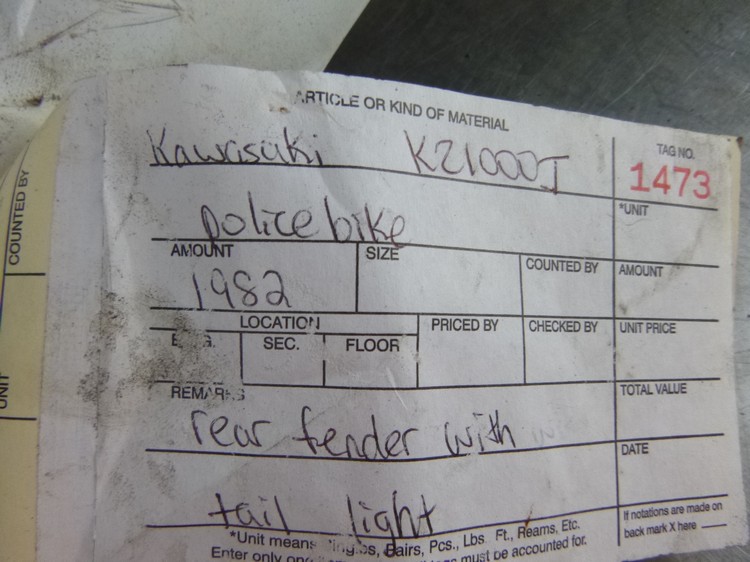 ARTICLE OR KIND OF MATERIAL
Kawasaki KZ1000J
TAG NO.
1473
police bike
*UNIT
AMOUNT
SIZE
COUNTED BY
AMOUNT
1982
LOCATION
PRICED BY
CHECKED BY
UNIT PRICE
SEC.
FLOOR
REMARKS
TOTAL VALUE
rear fender with
DATE
tail light
If notations are made on
back mark X here
*Unit means Pairs, Pcs., Lbs. Ft., Reams, Etc.
Enter only must be accounted for.
COUNTED BY
UNIT